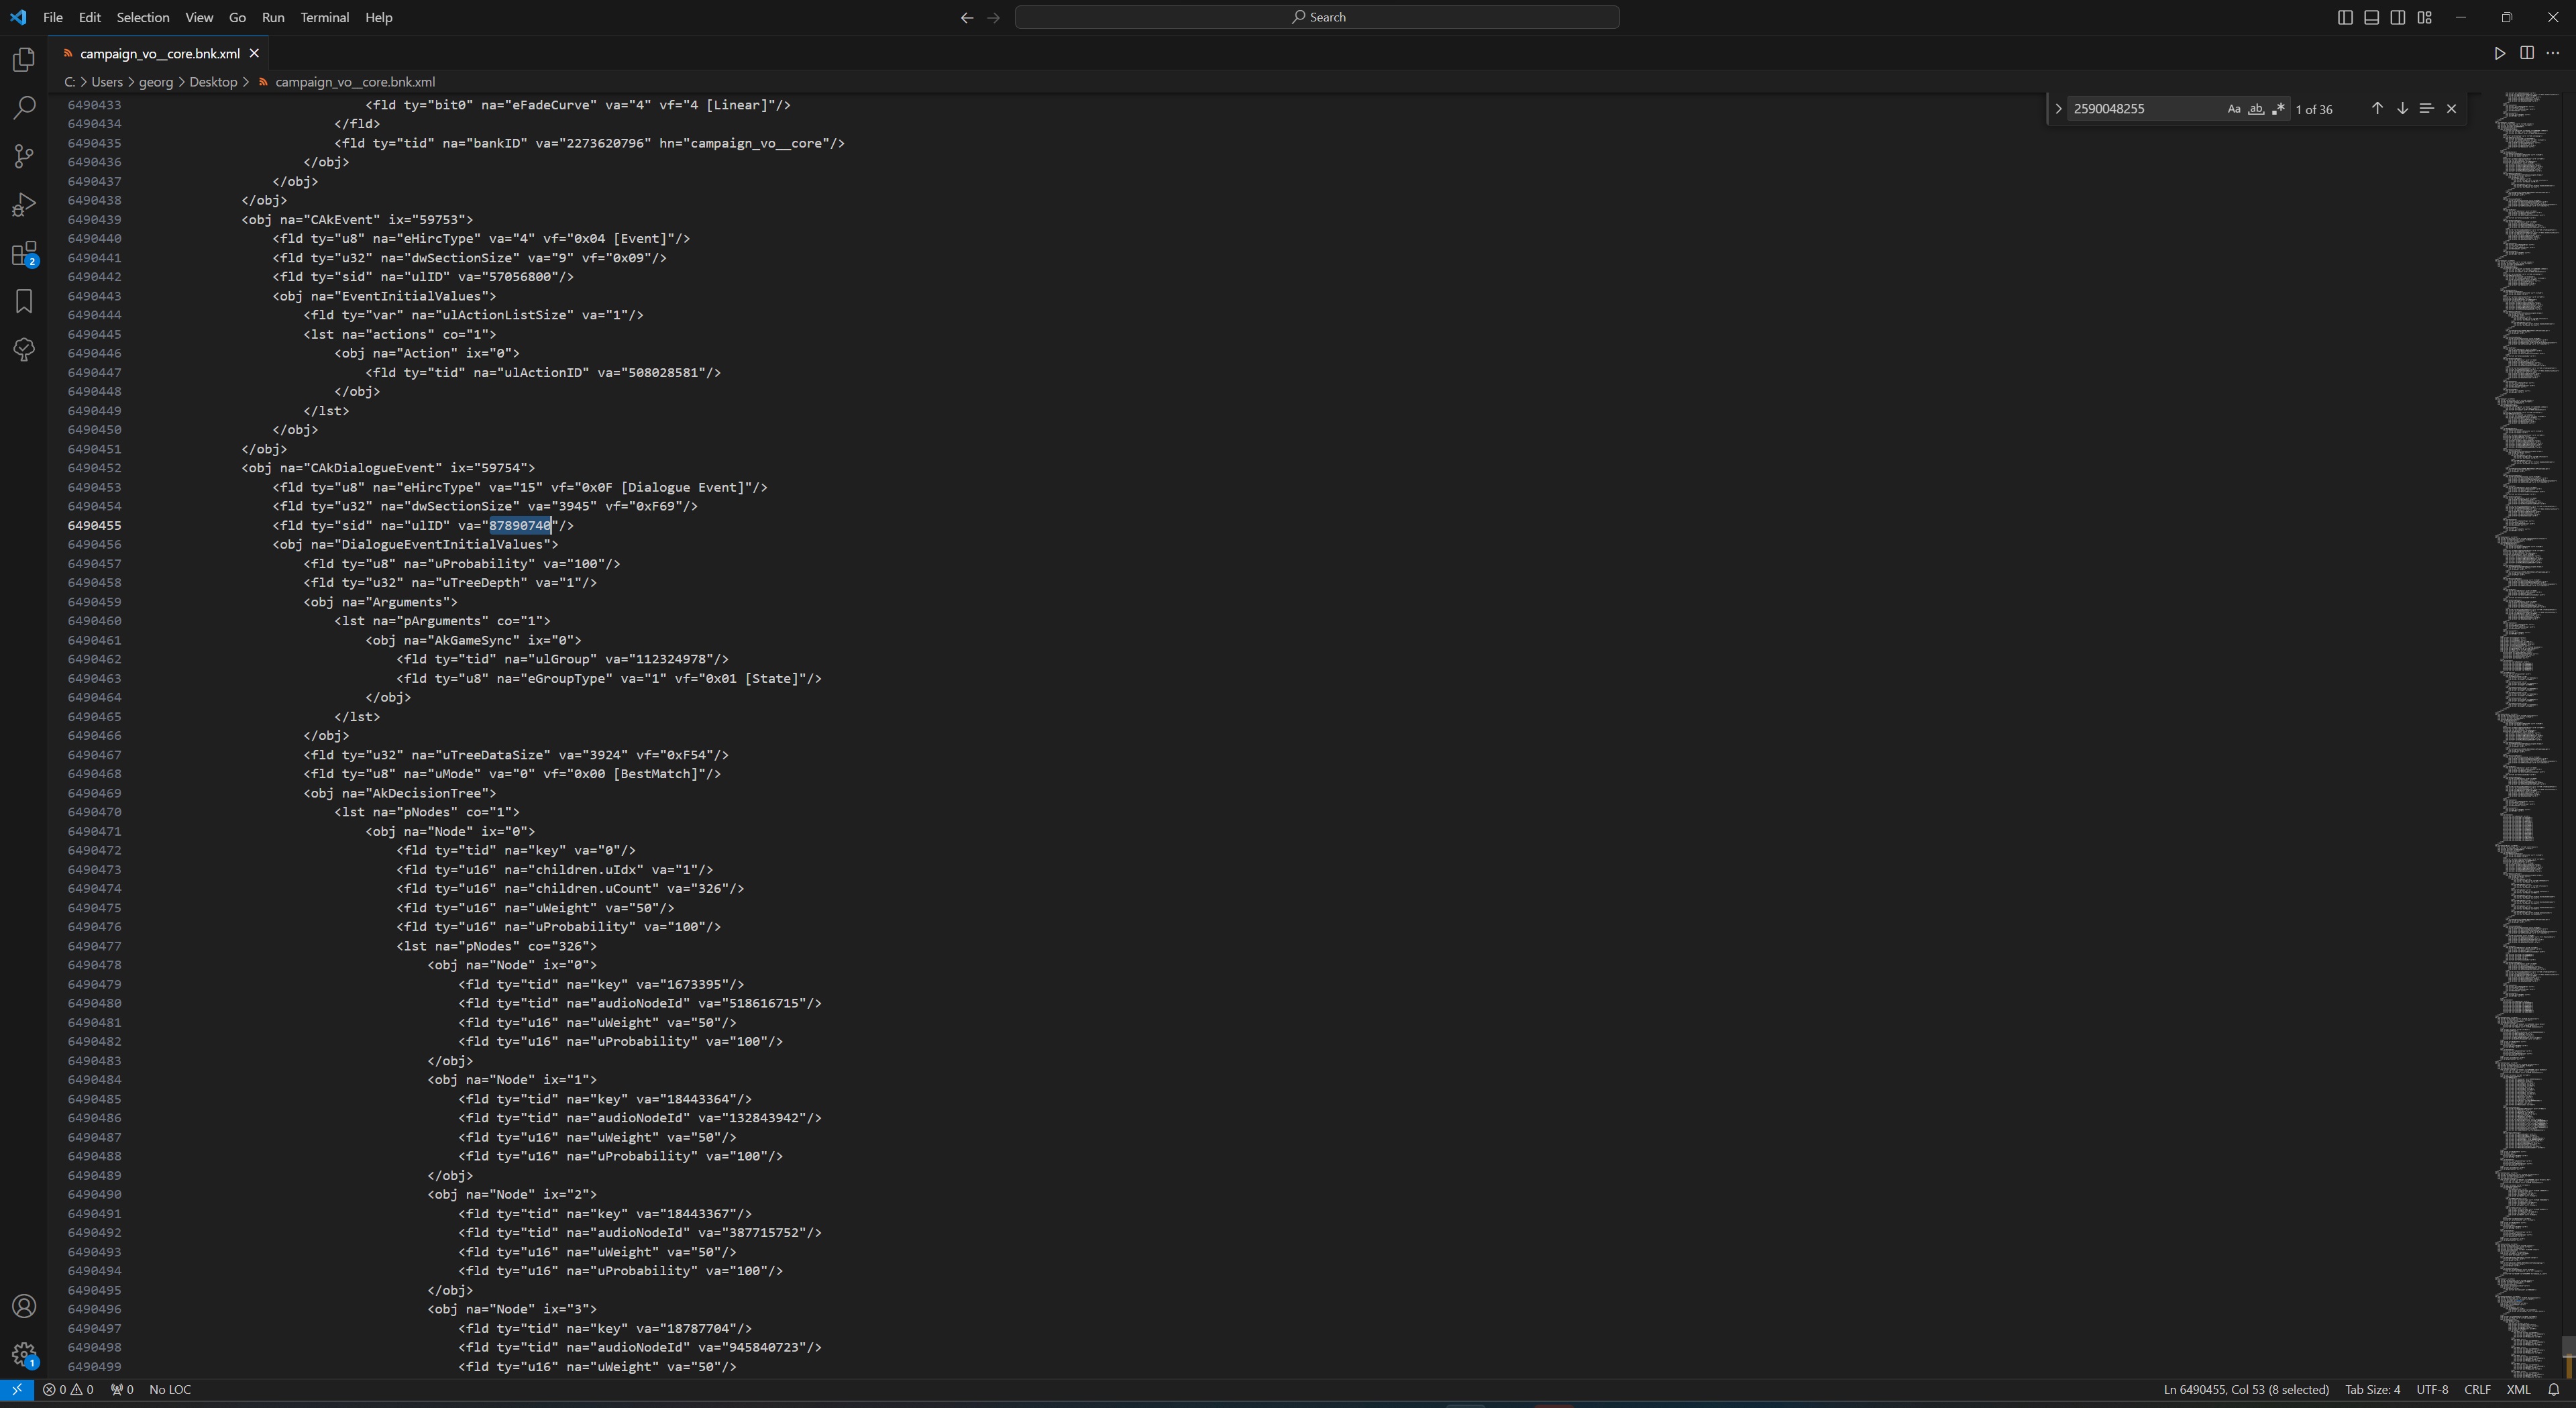 File Edit Selection View Go Run Terminal Help
Search
campaign_vo__core.bnk.xml
C: > Users > georg > Desktop > campaign_vo__core.bnk.xml
2590048255 Aa ab 1 of 36
6490433 <fld ty="bit0" na="eFadeCurve" va="4" vf="4 [Linear]"/>
6490434 </fld>
6490435 <fld ty="tid" na="bankID" va="2273620796" hn="campaign_vo__core"/>
6490436 </obj>
6490437 </obj>
6490438 </obj>
6490439 <obj na="CAkEvent" ix="59753">
6490440 <fld ty="u8" na="eHircType" va="4" vf="0x04 [Event]"/>
6490441 <fld ty="u32" na="dwSectionSize" va="9" vf="0x09"/>
6490442 <fld ty="sid" na="ulID" va="57056800"/>
6490443 <obj na="EventInitialValues">
6490444 <fld ty="var" na="ulActionListSize" va="1"/>
6490445 <lst na="actions" co="1">
6490446 <obj na="Action" ix="0">
6490447 <fld ty="tid" na="ulActionID" va="508028581"/>
6490448 </obj>
6490449 </lst>
6490450 </obj>
6490451 </obj>
6490452 <obj na="CAkDialogueEvent" ix="59754">
6490453 <fld ty="u8" na="eHircType" va="15" vf="0x0F [Dialogue Event]"/>
6490454 <fld ty="u32" na="dwSectionSize" va="3945" vf="0xF69"/>
6490455 <fld ty="sid" na="ulID" va="87890740"/>
6490456 <obj na="DialogueEventInitialValues">
6490457 <fld ty="u8" na="uProbability" va="100"/>
6490458 <fld ty="u32" na="uTreeDepth" va="1"/>
6490459 <obj na="Arguments">
6490460 <lst na="pArguments" co="1">
6490461 <obj na="AkGameSync" ix="0">
6490462 <fld ty="tid" na="ulGroup" va="112324978"/>
6490463 <fld ty="u8" na="eGroupType" va="1" vf="0x01 [State]"/>
6490464 </obj>
6490465 </lst>
6490466 </obj>
6490467 <fld ty="u32" na="uTreeDataSize" va="3924" vf="0xF54"/>
6490468 <fld ty="u8" na="uMode" va="0" vf="0x00 [BestMatch]"/>
6490469 <obj na="AkDecisionTree">
6490470 <lst na="pNodes" co="1">
6490471 <obj na="Node" ix="0">
6490472 <fld ty="tid" na="key" va="0"/>
6490473 <fld ty="u16" na="children.uIdx" va="1"/>
6490474 <fld ty="u16" na="children.uCount" va="326"/>
6490475 <fld ty="u16" na="uWeight" va="50"/>
6490476 <fld ty="u16" na="uProbability" va="100"/>
6490477 <lst na="pNodes" co="326">
6490478 <obj na="Node" ix="0">
6490479 <fld ty="tid" na="key" va="1673395"/>
6490480 <fld ty="tid" na="audioNodeId" va="518616715"/>
6490481 <fld ty="u16" na="uWeight" va="50"/>
6490482 <fld ty="u16" na="uProbability" va="100"/>
6490483 </obj>
6490484 <obj na="Node" ix="1">
6490485 <fld ty="tid" na="key" va="18443364"/>
6490486 <fld ty="tid" na="audioNodeId" va="132843942"/>
6490487 <fld ty="u16" na="uWeight" va="50"/>
6490488 <fld ty="u16" na="uProbability" va="100"/>
6490489 </obj>
6490490 <obj na="Node" ix="2">
6490491 <fld ty="tid" na="key" va="18443367"/>
6490492 <fld ty="tid" na="audioNodeId" va="387715752"/>
6490493 <fld ty="u16" na="uWeight" va="50"/>
6490494 <fld ty="u16" na="uProbability" va="100"/>
6490495 </obj>
6490496 <obj na="Node" ix="3">
6490497 <fld ty="tid" na="key" va="18787704"/>
6490498 <fld ty="tid" na="audioNodeId" va="945840723"/>
6490499 <fld ty="u16" na="uWeight" va="50"/>
2
1
0 0 0 No LOC
Ln 6490455, Col 53 (8 selected) Tab Size: 4 UTF-8 CRLF XML